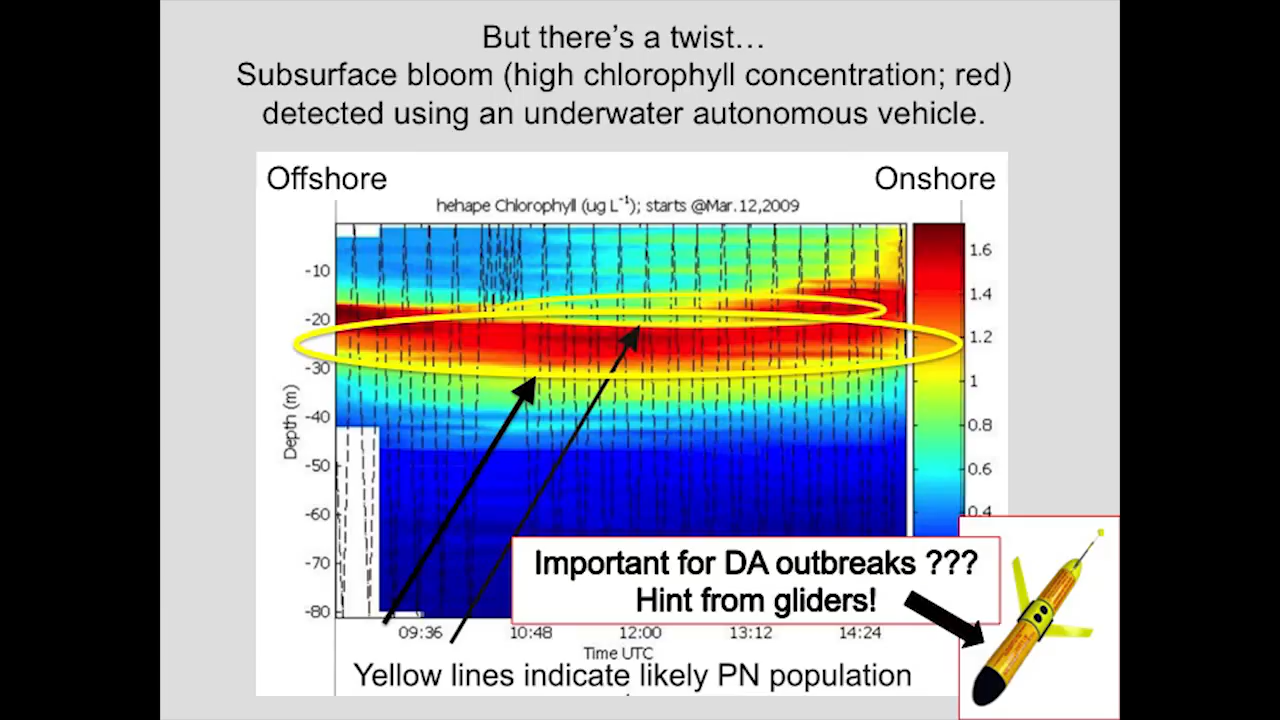 But there's a twist…
Subsurface bloom (high chlorophyll concentration; red)
detected using an underwater autonomous vehicle.
Offshore
Onshore
hehape Chlorophyll (ug L⁻¹); starts @Mar.12,2009
-10
-20
-30
-40
-50
-60
-70
-80
Depth (m)
1.6
1.4
1.2
1
0.8
0.6
0.4
Important for DA outbreaks ???
Hint from gliders!
09:36 10:48 12:00 13:12 14:24
Time UTC
Yellow lines indicate likely PN population